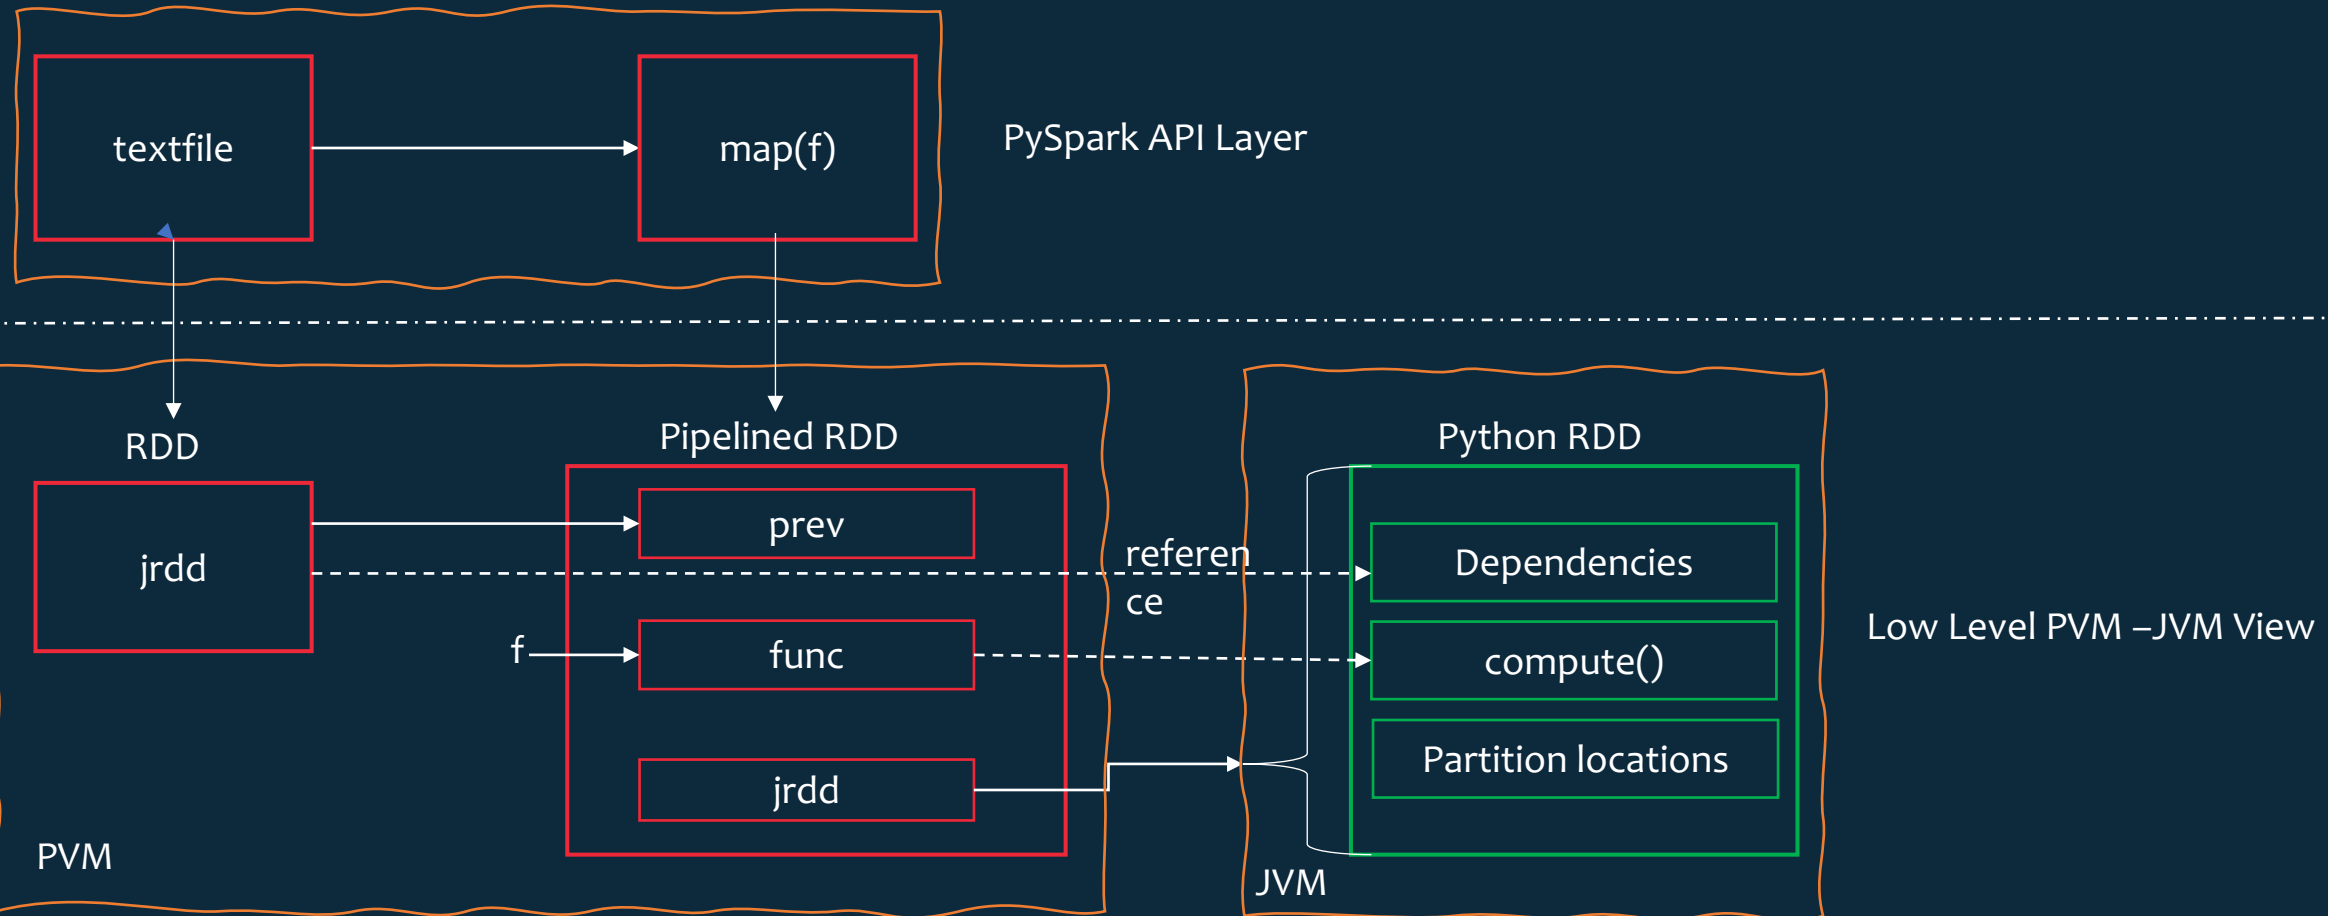 textfile
map(f)
PySpark API Layer
RDD
Pipelined RDD
Python RDD
jrdd
prev
referen
ce
Dependencies
f
func
compute()
Low Level PVM –JVM View
jrdd
Partition locations
PVM
JVM